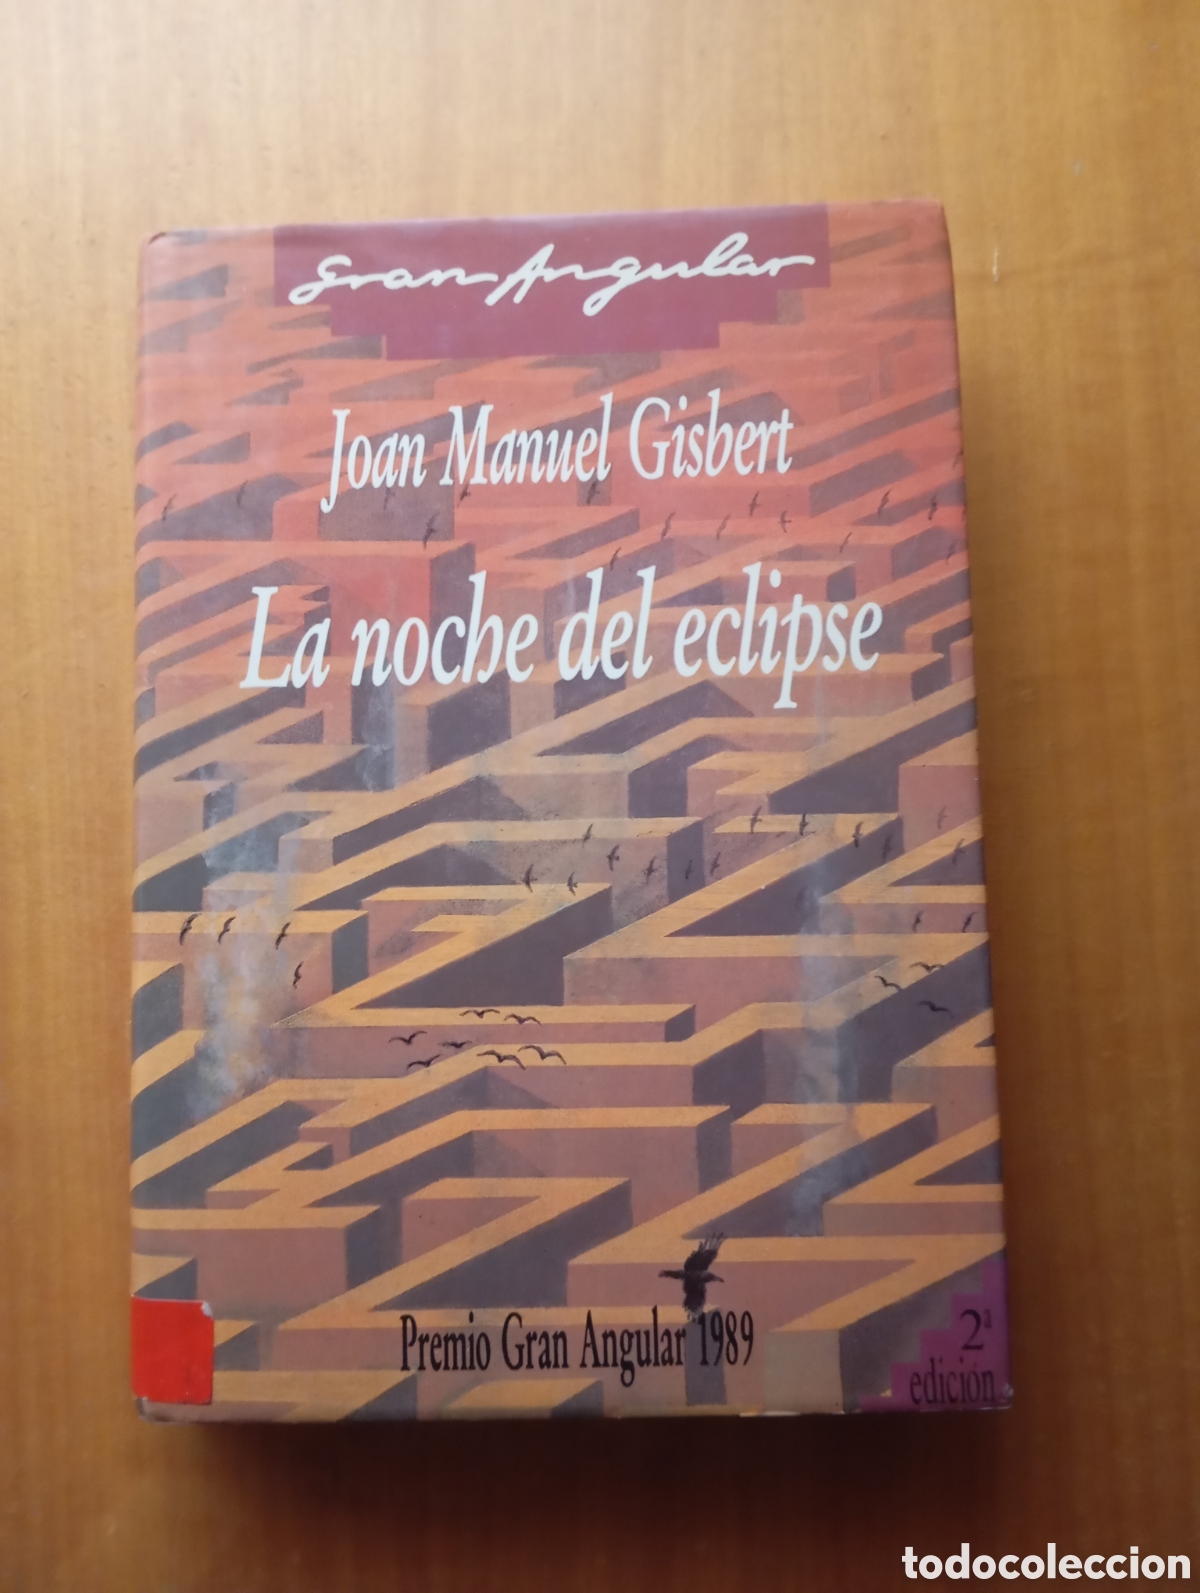 Gran Angular
Joan Manuel Gisbert
La noche del eclipse
Premio Gran Angular 1989
2ª
edición
todocoleccion